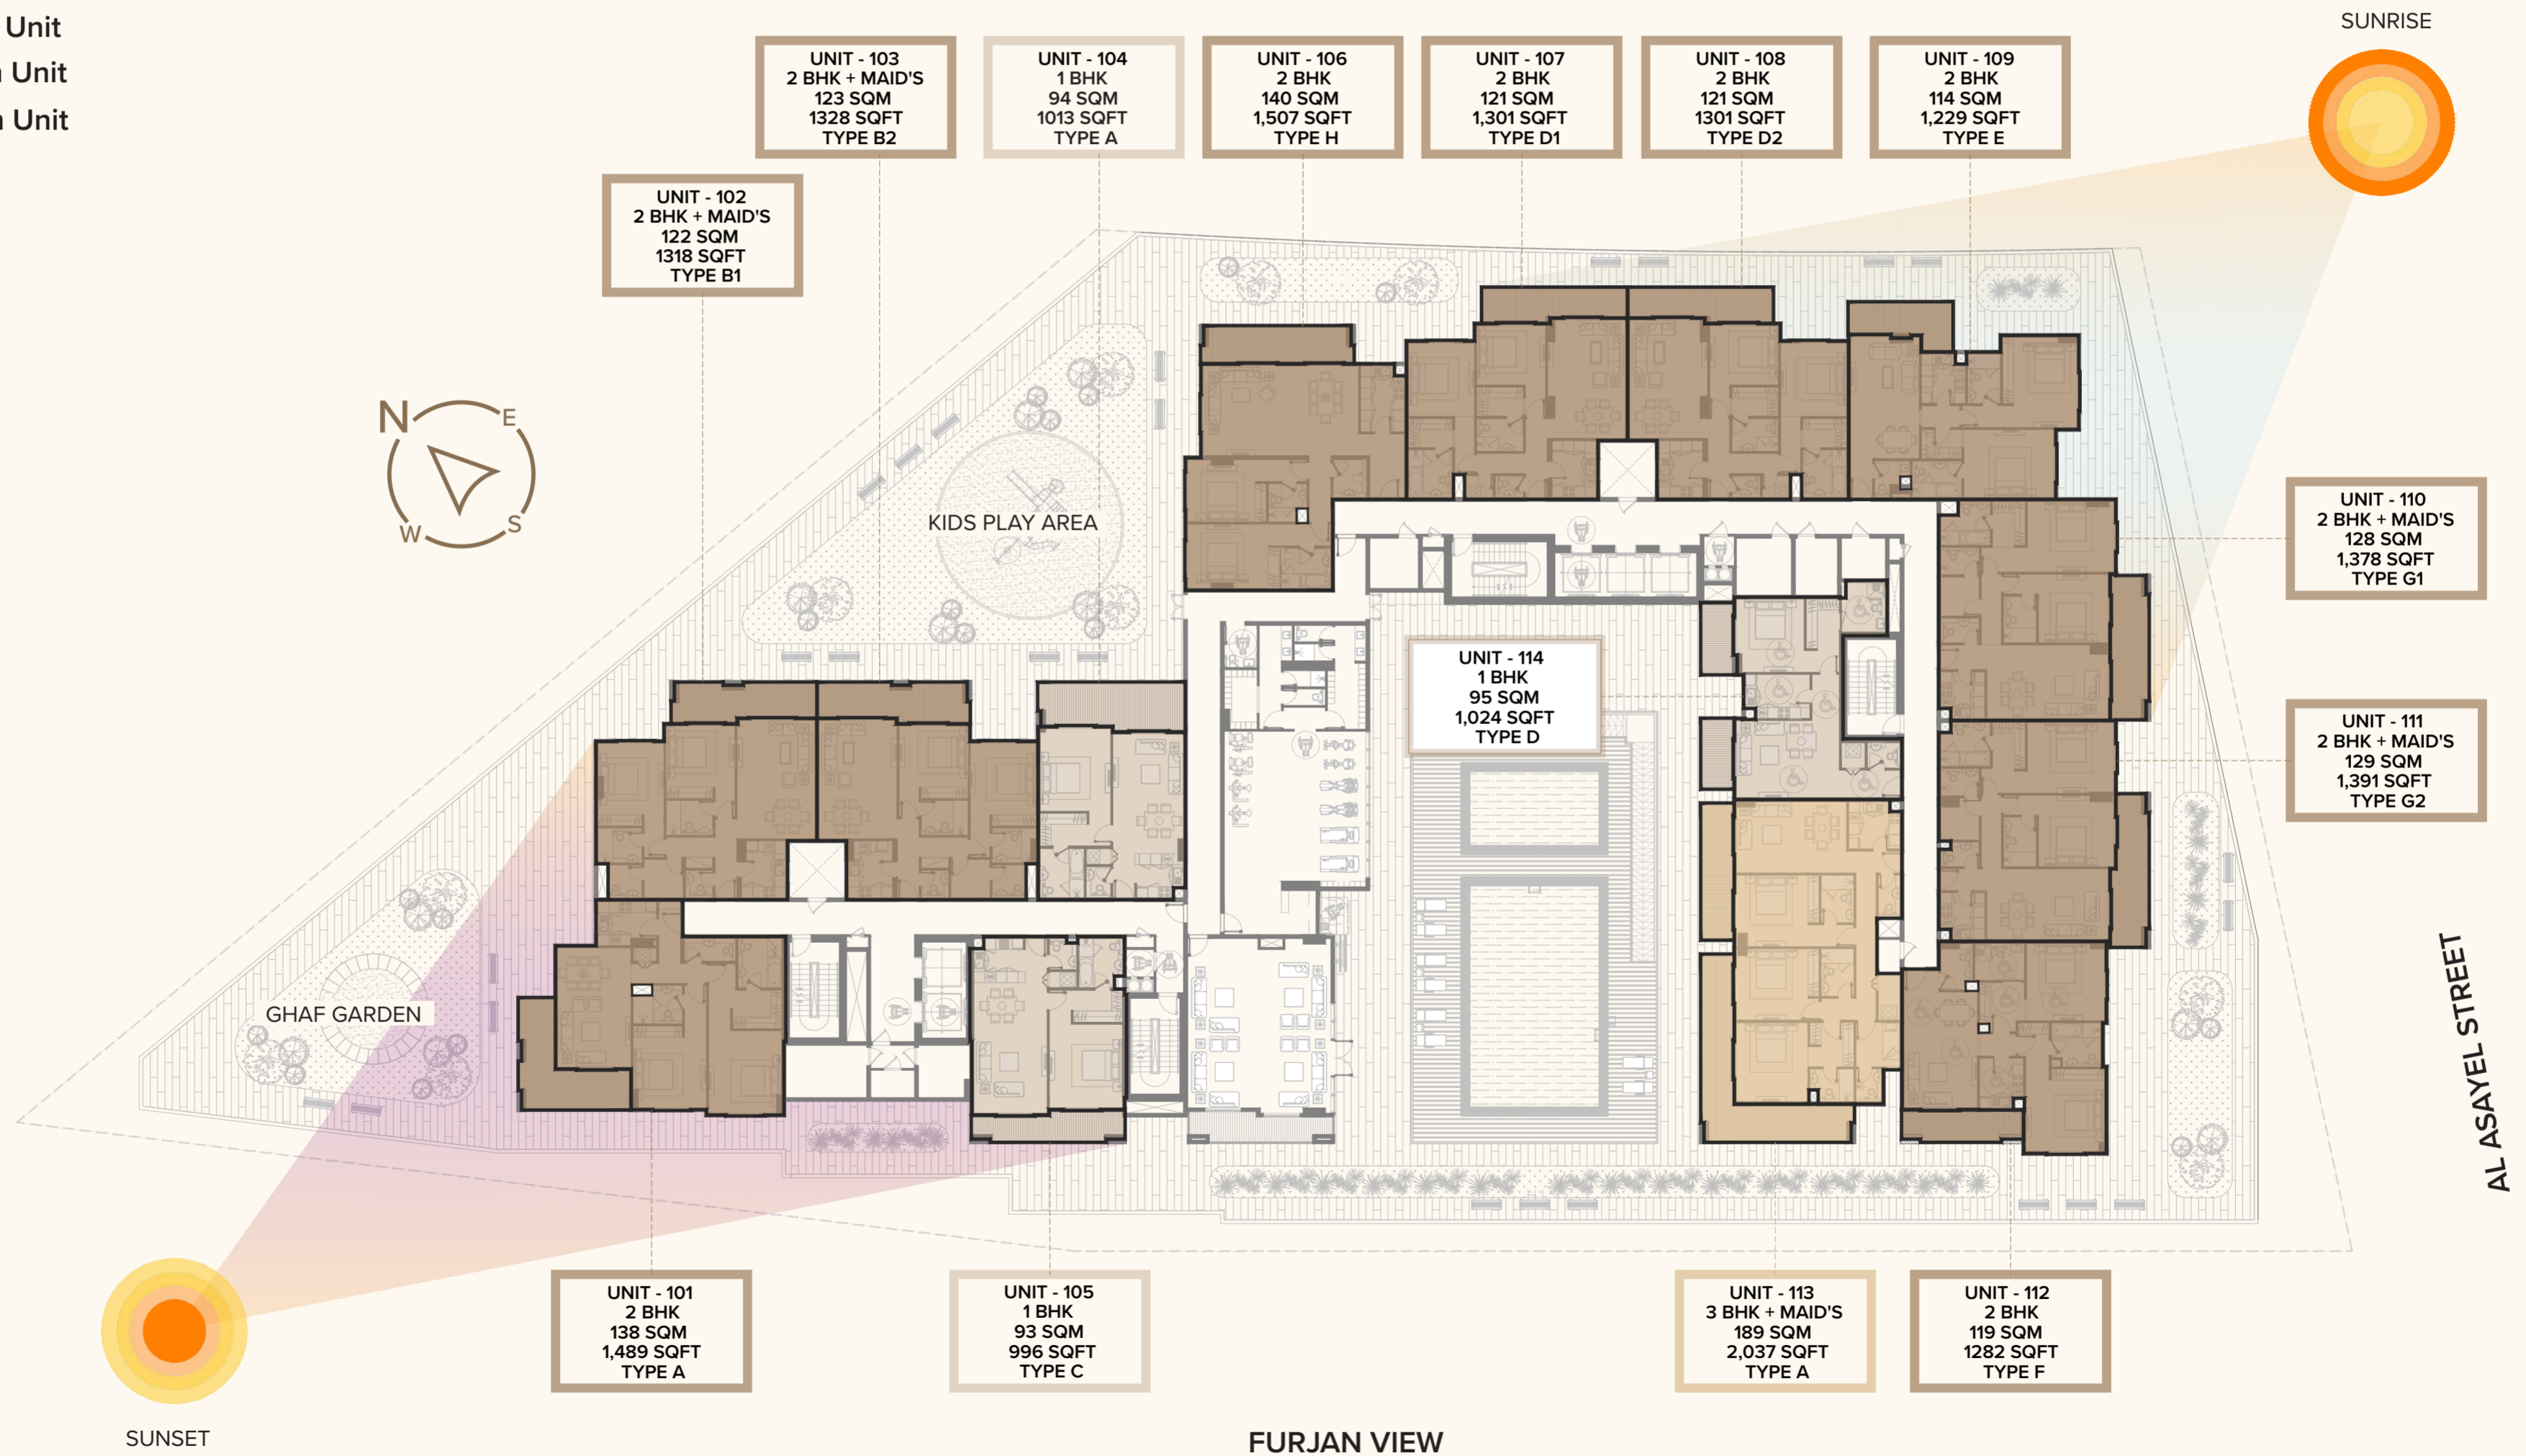 Unit
Unit
Unit
SUNRISE
UNIT - 103
2 BHK + MAID'S
123 SQM
1328 SQFT
TYPE B2
UNIT - 104
1 BHK
94 SQM
1013 SQFT
TYPE A
UNIT - 106
2 BHK
140 SQM
1,507 SQFT
TYPE H
UNIT - 107
2 BHK
121 SQM
1,301 SQFT
TYPE D1
UNIT - 108
2 BHK
121 SQM
1301 SQFT
TYPE D2
UNIT - 109
2 BHK
114 SQM
1,229 SQFT
TYPE E
UNIT - 102
2 BHK + MAID'S
122 SQM
1318 SQFT
TYPE B1
N
E
W
S
KIDS PLAY AREA
UNIT - 110
2 BHK + MAID'S
128 SQM
1,378 SQFT
TYPE G1
UNIT - 114
1 BHK
95 SQM
1,024 SQFT
TYPE D
UNIT - 111
2 BHK + MAID'S
129 SQM
1,391 SQFT
TYPE G2
GHAF GARDEN
AL ASAYEL STREET
UNIT - 101
2 BHK
138 SQM
1,489 SQFT
TYPE A
UNIT - 105
1 BHK
93 SQM
996 SQFT
TYPE C
UNIT - 113
3 BHK + MAID'S
189 SQM
2,037 SQFT
TYPE A
UNIT - 112
2 BHK
119 SQM
1282 SQFT
TYPE F
SUNSET
FURJAN VIEW